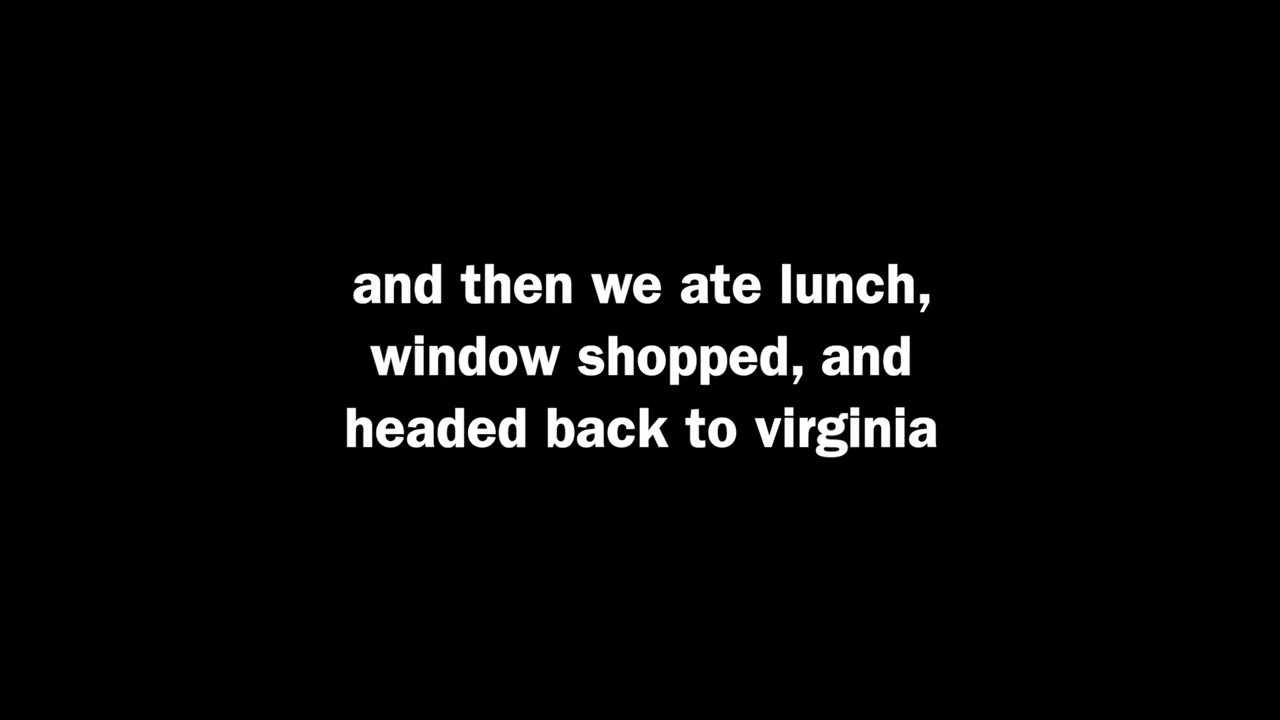 and then we ate lunch,
window shopped, and
headed back to virginia